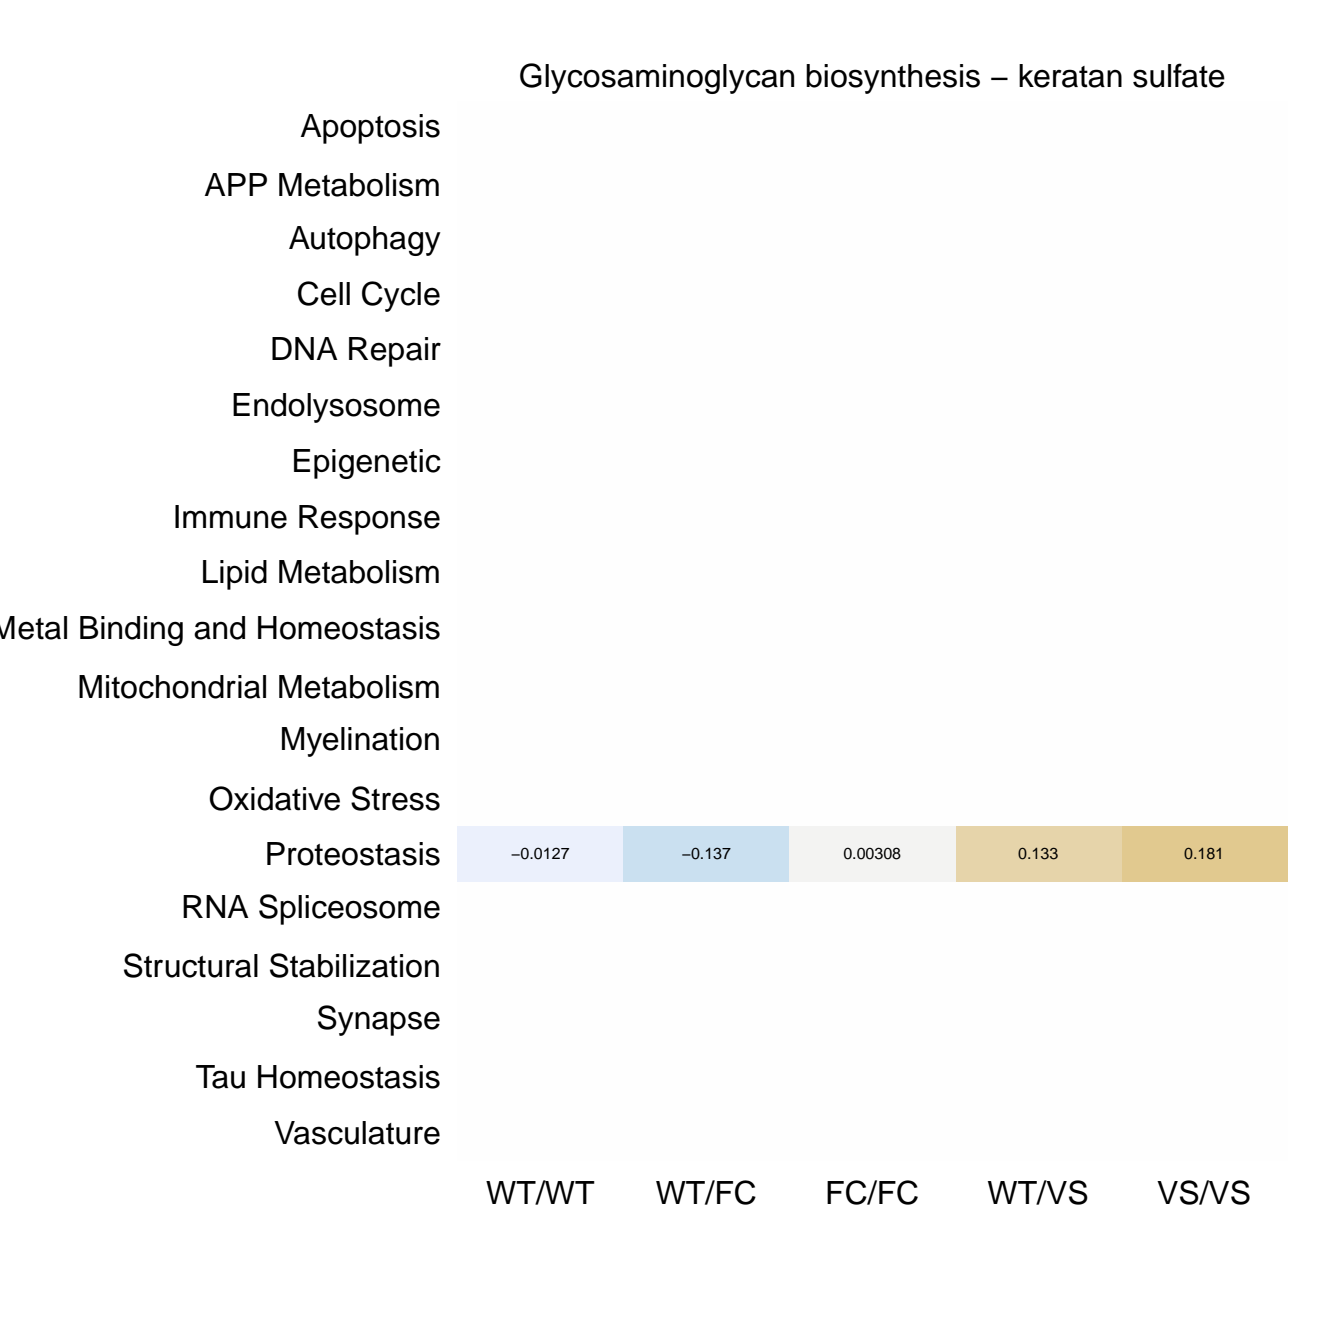 Glycosaminoglycan biosynthesis – keratan sulfate
Apoptosis
APP Metabolism
Autophagy
Cell Cycle
DNA Repair
Endolysosome
Epigenetic
Immune Response
Lipid Metabolism
Metal Binding and Homeostasis
Mitochondrial Metabolism
Myelination
Oxidative Stress
Proteostasis –0.0127 –0.137 0.00308 0.133 0.181
RNA Spliceosome
Structural Stabilization
Synapse
Tau Homeostasis
Vasculature
WT/WT WT/FC FC/FC WT/VS VS/VS